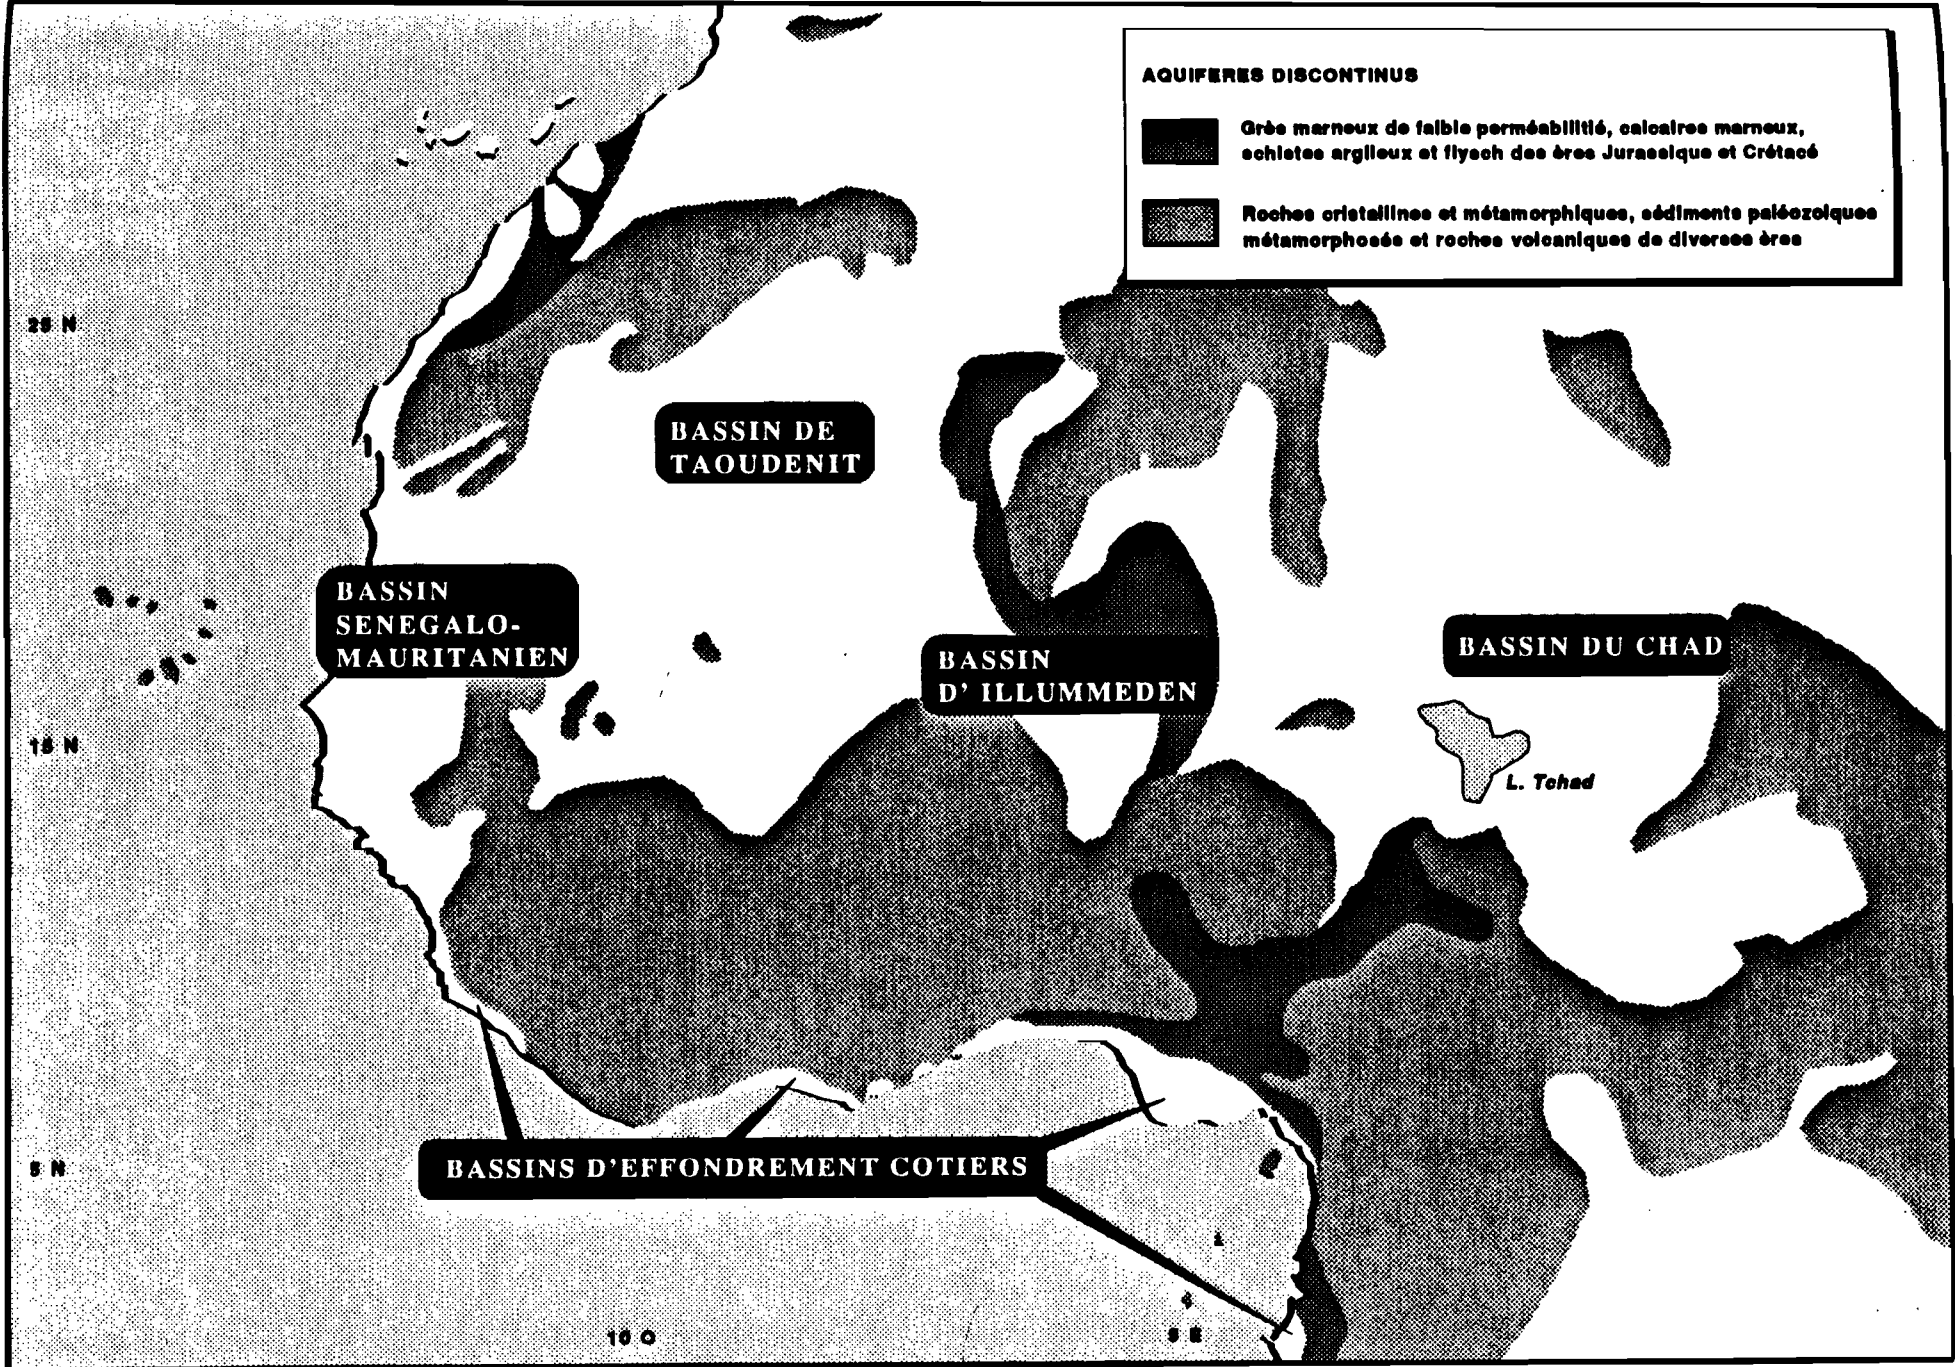 AQUIFERES DISCONTINUS
Grès marneux de faible perméabilitié, calcaires marneux,
schistes argileux et flysch des ères Jurassique et Crétacé
Roches cristallines et métamorphiques, sédiments paléozoïques
métamorphosés et roches volcaniques de diverses ères
25 N
BASSIN DE
TAOUDENIT
BASSIN
SENEGALO-
MAURITANIEN
BASSIN
D' ILLUMMEDEN
BASSIN DU CHAD
15 N
L. Tchad
5 N
BASSINS D'EFFONDREMENT COTIERS
10 O
5 E